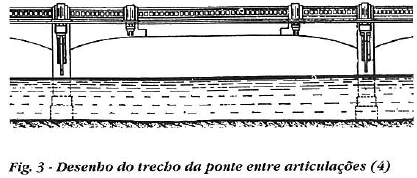 Fig. 3 - Desenho do trecho da ponte entre articulações (4)